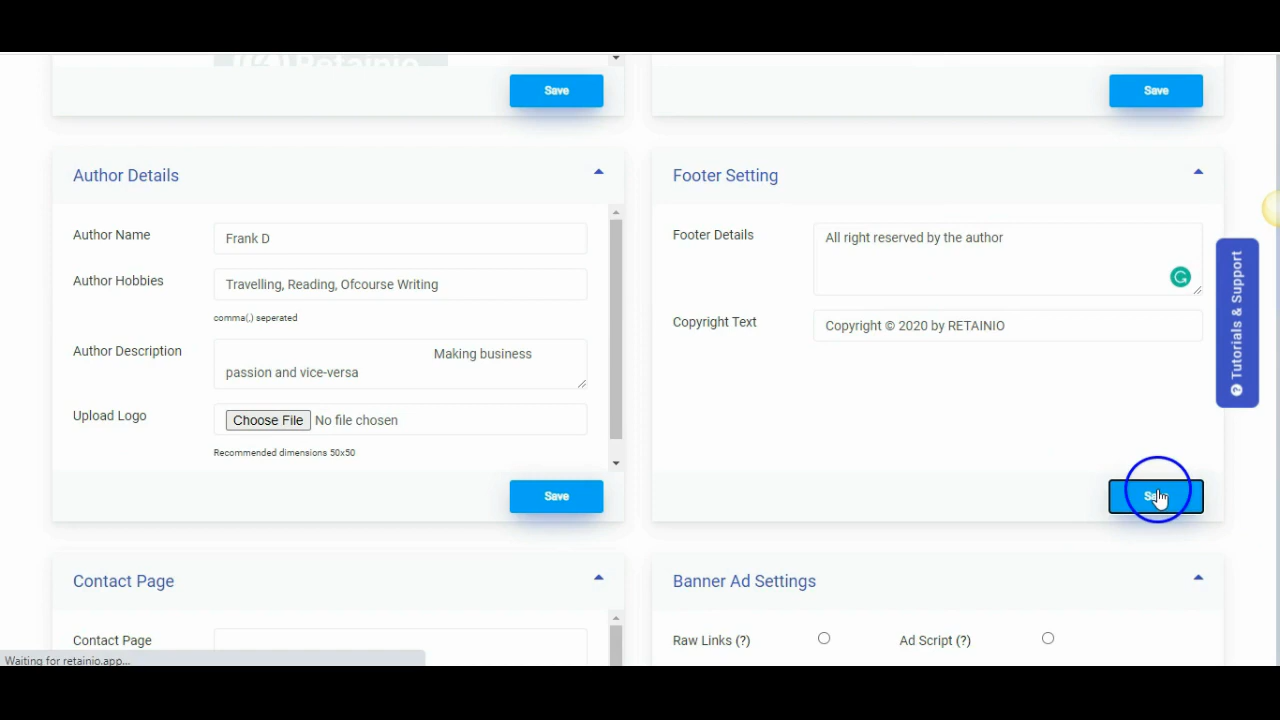 Retainio
Save
Save
Author Details
Author Name
Frank D
Author Hobbies
Travelling, Reading, Ofcourse Writing
comma(,) seperated
Author Description
Making business
passion and vice-versa
Upload Logo
Choose File No file chosen
Recommended dimensions 50x50
Save
Footer Setting
Footer Details
All right reserved by the author
Copyright Text
Copyright © 2020 by RETAINIO
Save
Tutorials & Support
Contact Page
Contact Page
Banner Ad Settings
Raw Links (?)
Ad Script (?)
Waiting for retainio.app...